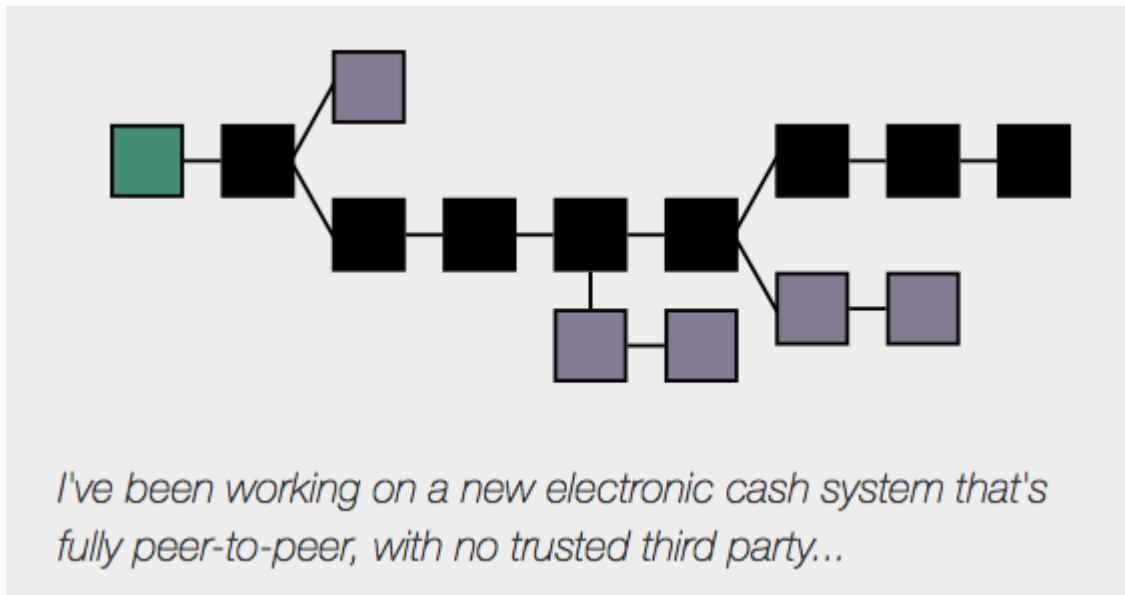 I've been working on a new electronic cash system that's
fully peer-to-peer, with no trusted third party...